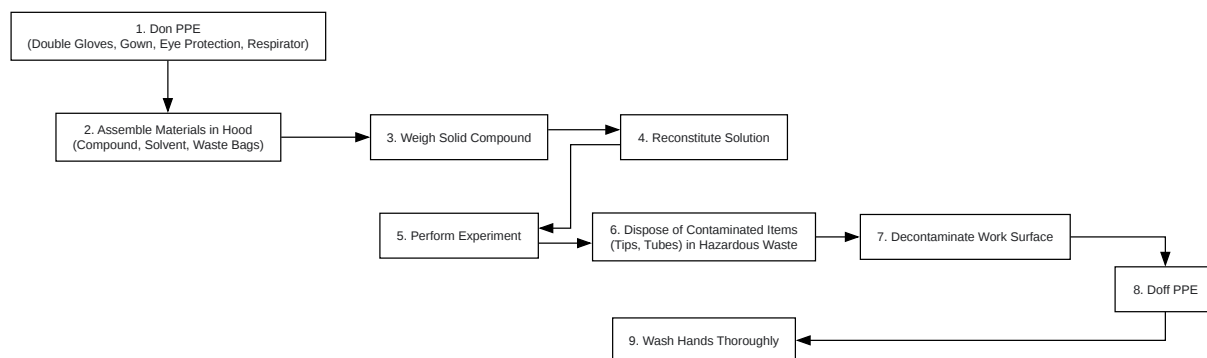 1. Don PPE
(Double Gloves, Gown, Eye Protection, Respirator)
2. Assemble Materials in Hood
(Compound, Solvent, Waste Bags)
3. Weigh Solid Compound
4. Reconstitute Solution
5. Perform Experiment
6. Dispose of Contaminated Items
(Tips, Tubes) in Hazardous Waste
7. Decontaminate Work Surface
8. Doff PPE
9. Wash Hands Thoroughly